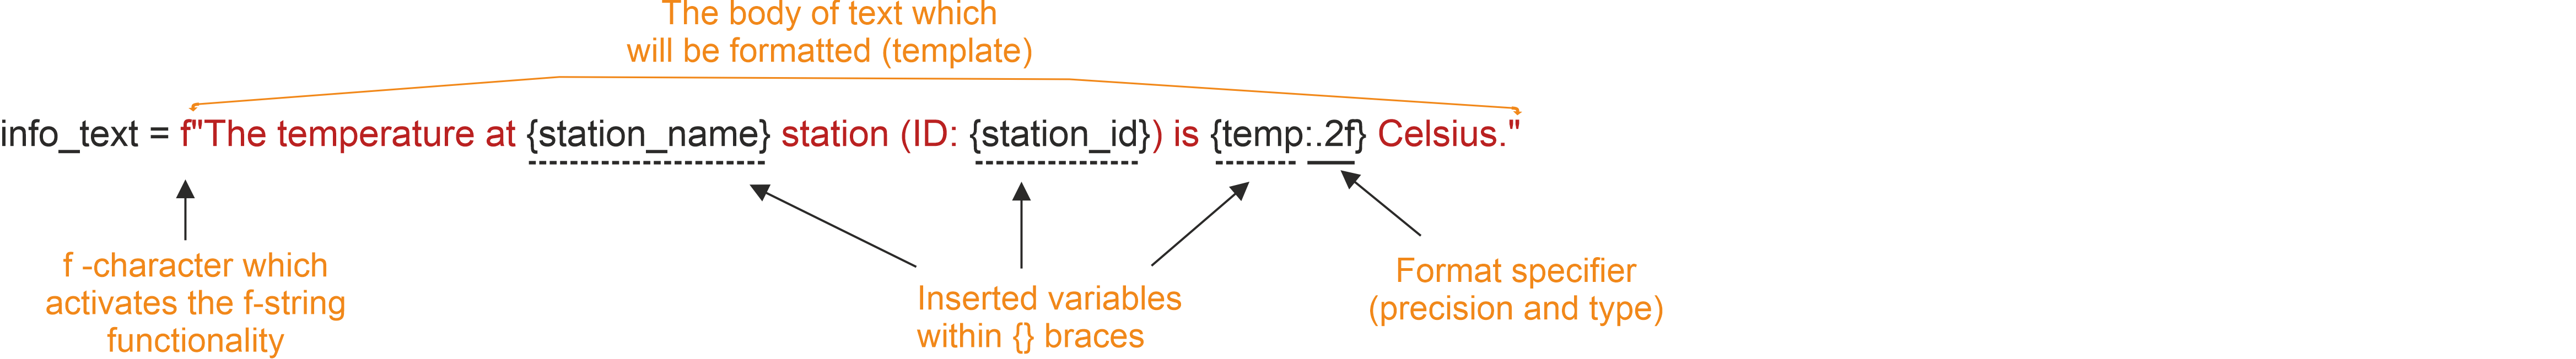 The body of text which
will be formatted (template)
info_text = f"The temperature at {station_name} station (ID: {station_id}) is {temp:.2f} Celsius."
f -character which
activates the f-string
functionality
Inserted variables
within {} braces
Format specifier
(precision and type)